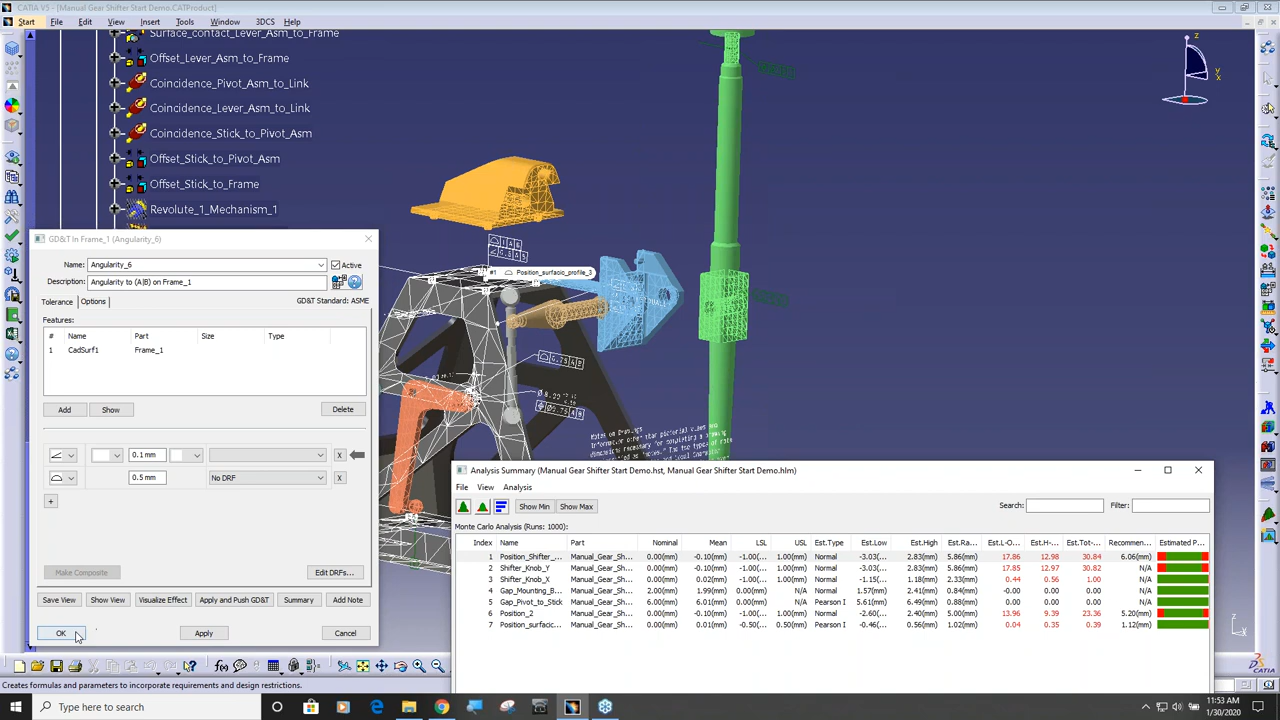 CATIA V5 - [Manual Gear Shifter Start Demo.CATProduct]
Start File Edit View Insert Tools Window 3DCS Help
Surface_contact_Lever_Asm_to_Frame
Offset_Lever_Asm_to_Frame
Coincidence_Pivot_Asm_to_Link
Coincidence_Lever_Asm_to_Link
Coincidence_Stick_to_Pivot_Asm
Offset_Stick_to_Pivot_Asm
Offset_Stick_to_Frame
Revolute_1_Mechanism_1
z
y
x
#1 Position_surfacic_profile_3
GD&T In Frame_1 (Angularity_6)
Name: Angularity_6 Active
Description: Angularity to (A|B) on Frame_1
Tolerance Options GD&T Standard: ASME
Features:
# Name Part Size Type
1 CadSurf1 Frame_1
Add Show Delete
0.1 mm X
0.5 mm No DRF X
+
Make Composite Edit DRFs...
Save View Show View Visualize Effect Apply and Push GD&T Summary Add Note
OK Apply Cancel
Analysis Summary (Manual Gear Shifter Start Demo.hst, Manual Gear Shifter Start Demo.hlm)
File View Analysis
Show Min Show Max Search: Filter:
Monte Carlo Analysis (Runs: 1000):
Index Name Part Nominal Mean LSL USL Est.Type Est.Low Est.High Est.Ra... Est.L-O... Est.H-... Est.Tot-... Recommen... Estimated P...
1 Position_Shifter_... Manual_Gear_Sh... 0.00(mm) -0.10(mm) -1.00(... 1.00(mm) Normal -3.03(... 2.83(mm) 5.86(mm) 17.86 12.98 30.84 6.06(mm)
2 Shifter_Knob_Y Manual_Gear_Sh... 0.00(mm) -0.10(mm) -1.00(... 1.00(mm) Normal -3.03(... 2.83(mm) 5.86(mm) 17.85 12.97 30.82 N/A
3 Shifter_Knob_X Manual_Gear_Sh... 0.00(mm) 0.02(mm) -1.00(... 1.00(mm) Normal -1.15(... 1.18(mm) 2.33(mm) 0.44 0.56 1.00 N/A
4 Gap_Mounting_B... Manual_Gear_Sh... 2.00(mm) 1.99(mm) 0.00(m... N/A Normal 1.57(m... 2.41(mm) 0.84(mm) -0.00 -0.00 N/A
5 Gap_Pivot_to_Stick Manual_Gear_Sh... 6.00(mm) 6.01(mm) 0.00(m... N/A Pearson I 5.61(m... 6.49(mm) 0.88(mm) -0.00 -0.00 N/A
6 Position_2 Manual_Gear_Sh... 0.00(mm) -0.10(mm) -1.00(... 1.00(mm) Normal -2.60(... 2.40(mm) 5.00(mm) 13.96 9.39 23.36 5.20(mm)
7 Position_surfacic... Manual_Gear_Sh... 0.00(mm) 0.01(mm) -0.50(... 0.50(mm) Pearson I -0.46(... 0.56(mm) 1.02(mm) 0.04 0.35 0.39 1.12(mm)
Creates formulas and parameters to incorporate requirements and design restrictions.
CATIA
Type here to search
11:53 AM
1/30/2020